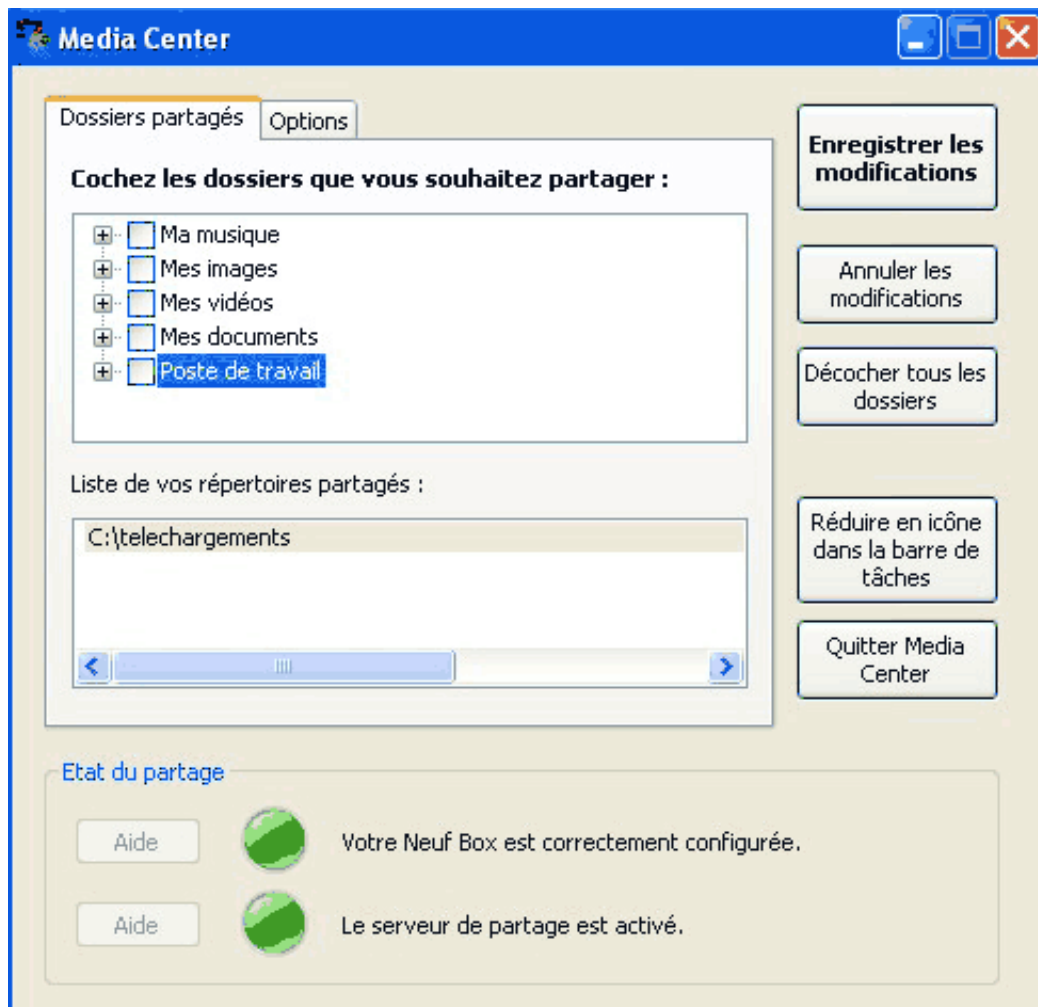 Media Center
Dossiers partagés
Options
Cochez les dossiers que vous souhaitez partager :
Ma musique
Mes images
Mes vidéos
Mes documents
Poste de travail
Liste de vos répertoires partagés :
C:\telechargements
Enregistrer les
modifications
Annuler les
modifications
Décocher tous les
dossiers
Réduire en icône
dans la barre de
tâches
Quitter Media
Center
Etat du partage
Aide
Votre Neuf Box est correctement configurée.
Aide
Le serveur de partage est activé.